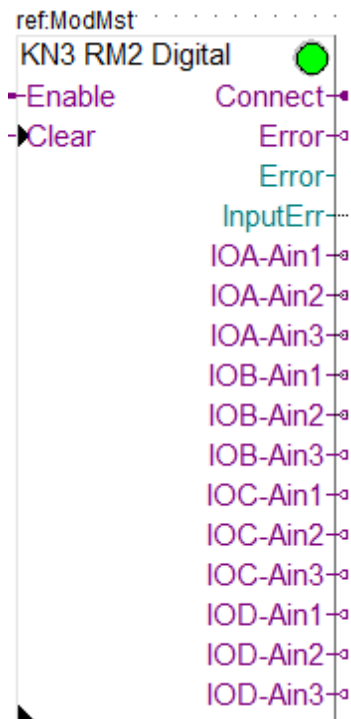 ref:ModMst
KN3 RM2 Digital
Enable Connect
Clear Error
Error
InputErr
IOA-Ain1
IOA-Ain2
IOA-Ain3
IOB-Ain1
IOB-Ain2
IOB-Ain3
IOC-Ain1
IOC-Ain2
IOC-Ain3
IOD-Ain1
IOD-Ain2
IOD-Ain3